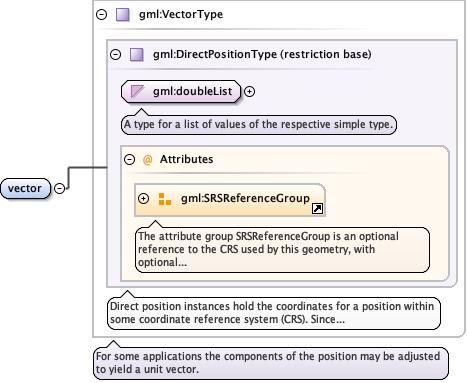 gml:VectorType
gml:DirectPositionType (restriction base)
gml:doubleList
A type for a list of values of the respective simple type.
@ Attributes
vector
gml:SRSReferenceGroup
The attribute group SRSReferenceGroup is an optional
reference to the CRS used by this geometry, with
optional...
Direct position instances hold the coordinates for a position within
some coordinate reference system (CRS). Since...
For some applications the components of the position may be adjusted
to yield a unit vector.